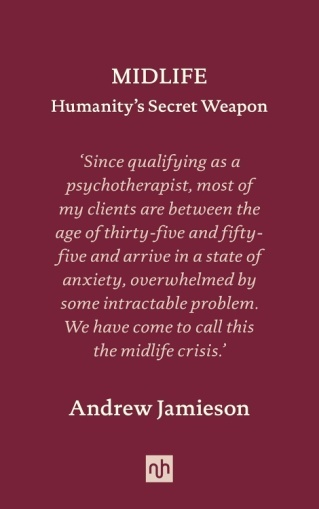 MIDLIFE
Humanity’s Secret Weapon
‘Since qualifying as a
psychotherapist, most of
my clients are between the
age of thirty-five and fifty-
five and arrive in a state of
anxiety, overwhelmed by
some intractable problem.
We have come to call this
the midlife crisis.’
Andrew Jamieson
nh